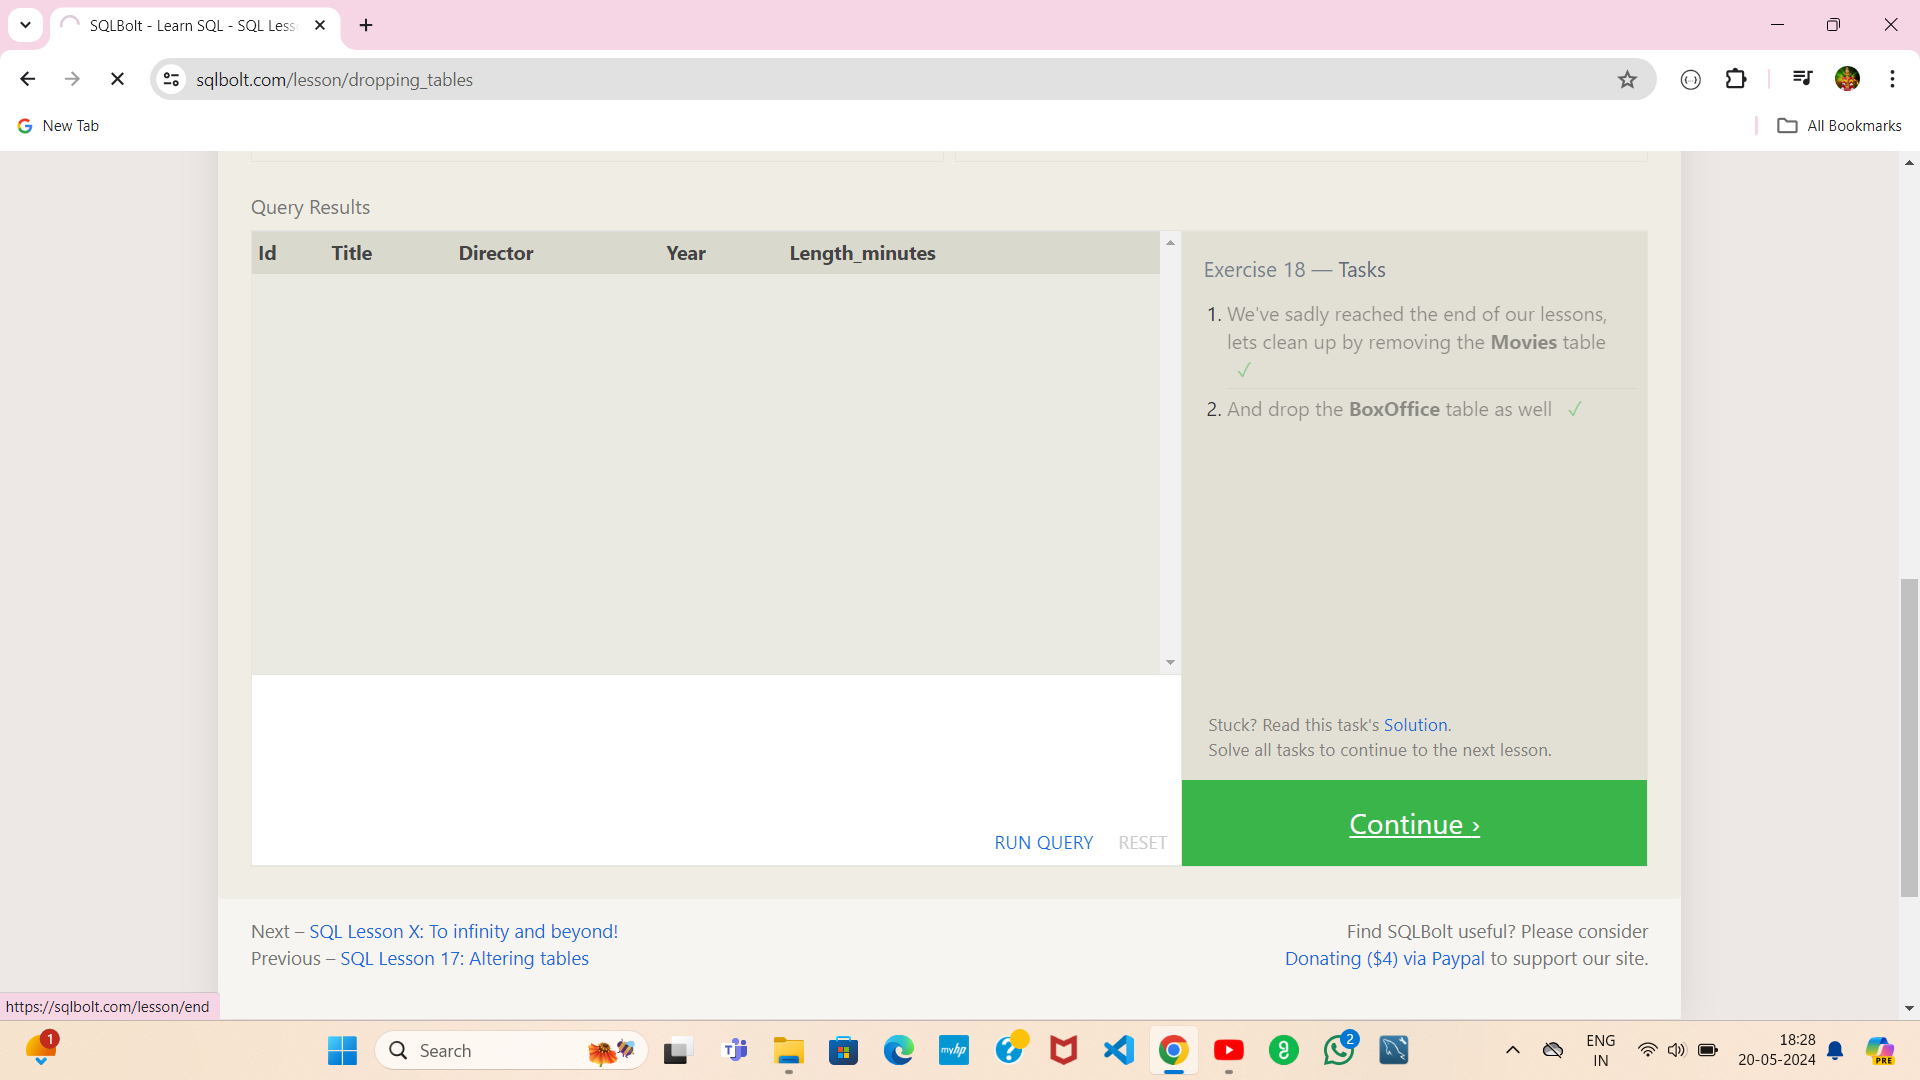 SQLBolt - Learn SQL - SQL Less
sqlbolt.com/lesson/dropping_tables
New Tab
All Bookmarks
Query Results
Id Title Director Year Length_minutes
Exercise 18 — Tasks
1. We've sadly reached the end of our lessons,
lets clean up by removing the Movies table
✓
2. And drop the BoxOffice table as well ✓
Stuck? Read this task's Solution.
Solve all tasks to continue to the next lesson.
RUN QUERY RESET
Continue ›
Next – SQL Lesson X: To infinity and beyond!
Previous – SQL Lesson 17: Altering tables
Find SQLBolt useful? Please consider
Donating ($4) via Paypal to support our site.
https://sqlbolt.com/lesson/end
1
Search
myhp
2
ENG
IN
18:28
20-05-2024
PRE